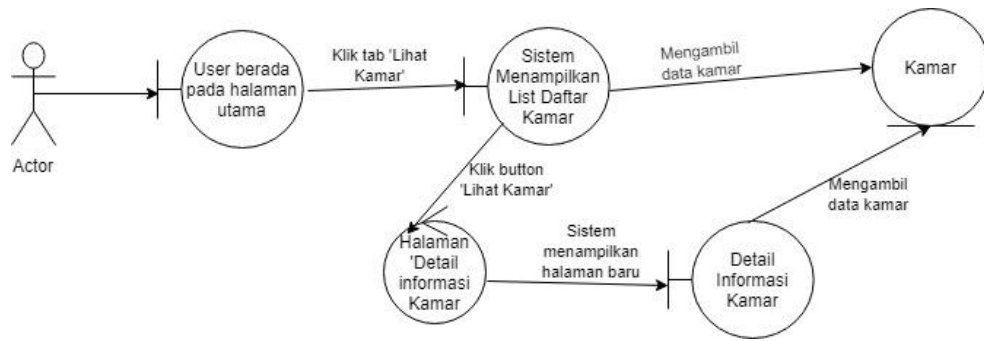 Actor
User berada
pada halaman
utama
Klik tab 'Lihat
Kamar'
Sistem
Menampilkan
List Daftar
Kamar
Mengambil
data kamar
Kamar
Klik button
'Lihat Kamar'
Halaman
'Detail
informasi
Kamar
Sistem
menampilkan
halaman baru
Detail
Informasi
Kamar
Mengambil
data kamar